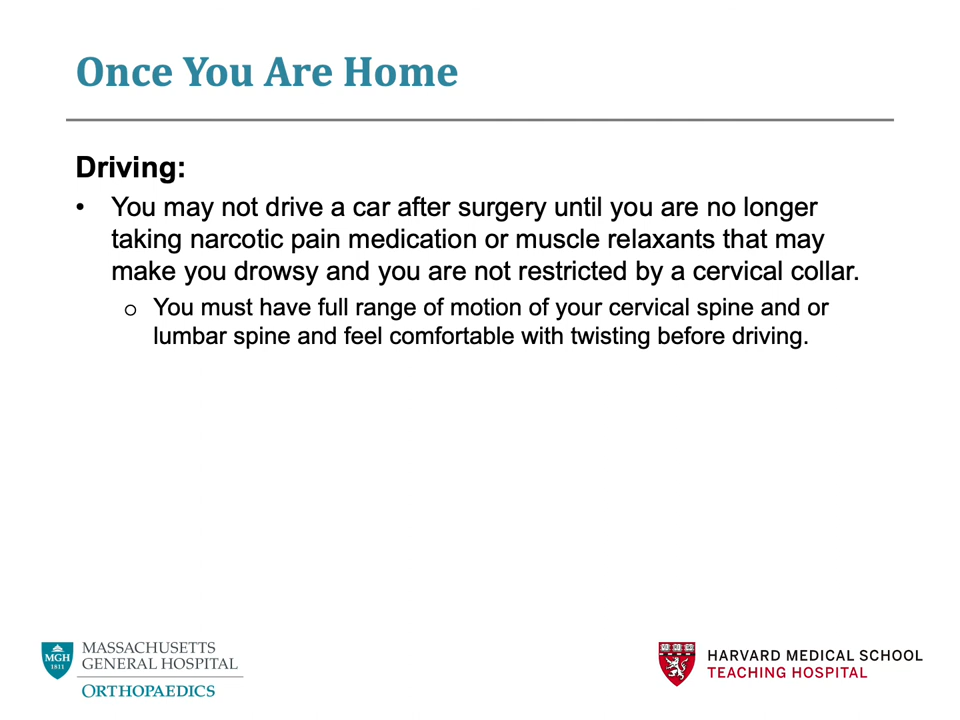 Once You Are Home
Driving:
• You may not drive a car after surgery until you are no longer
taking narcotic pain medication or muscle relaxants that may
make you drowsy and you are not restricted by a cervical collar.
o You must have full range of motion of your cervical spine and or
lumbar spine and feel comfortable with twisting before driving.
MGH
1811
MASSACHUSETTS
GENERAL HOSPITAL
ORTHOPAEDICS
HARVARD MEDICAL SCHOOL
TEACHING HOSPITAL